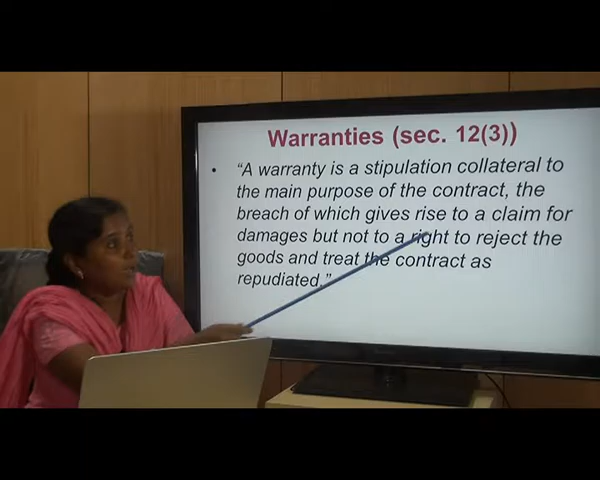 Warranties (sec. 12(3))
• “A warranty is a stipulation collateral to
the main purpose of the contract, the
breach of which gives rise to a claim for
damages but not to a right to reject the
goods and treat the contract as
repudiated.”